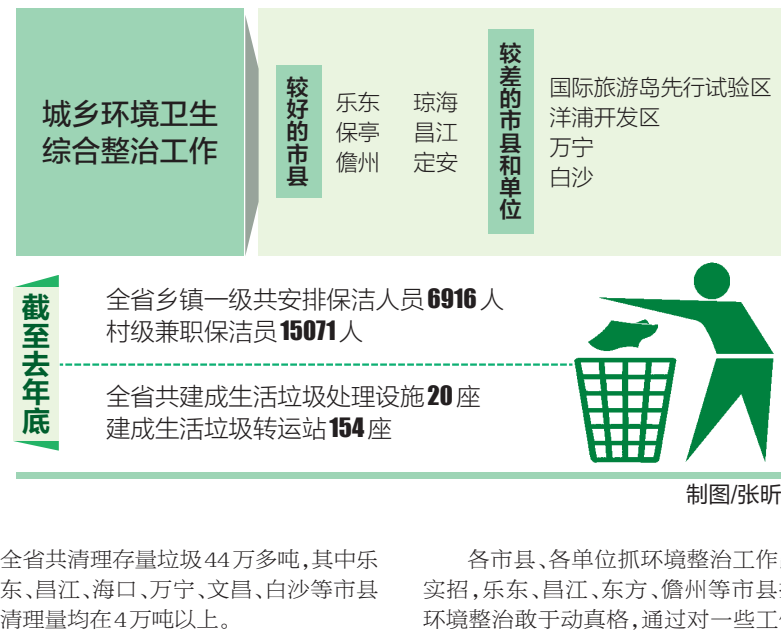 城乡环境卫生
综合整治工作
较好的市县
乐东 琼海
保亭 昌江
儋州 定安
较差的市县和单位
国际旅游岛先行试验区
洋浦开发区
万宁
白沙
截至去年底
全省乡镇一级共安排保洁人员6916人
村级兼职保洁员15071人
全省共建成生活垃圾处理设施20座
建成生活垃圾转运站154座
制图/张昕
全省共清理存量垃圾44万多吨,其中乐
东、昌江、海口、万宁、文昌、白沙等市县
清理量均在4万吨以上。
各市县、各单位抓环境整治工作
实招,乐东、昌江、东方、儋州等市县
环境整治敢于动真格,通过对一些工